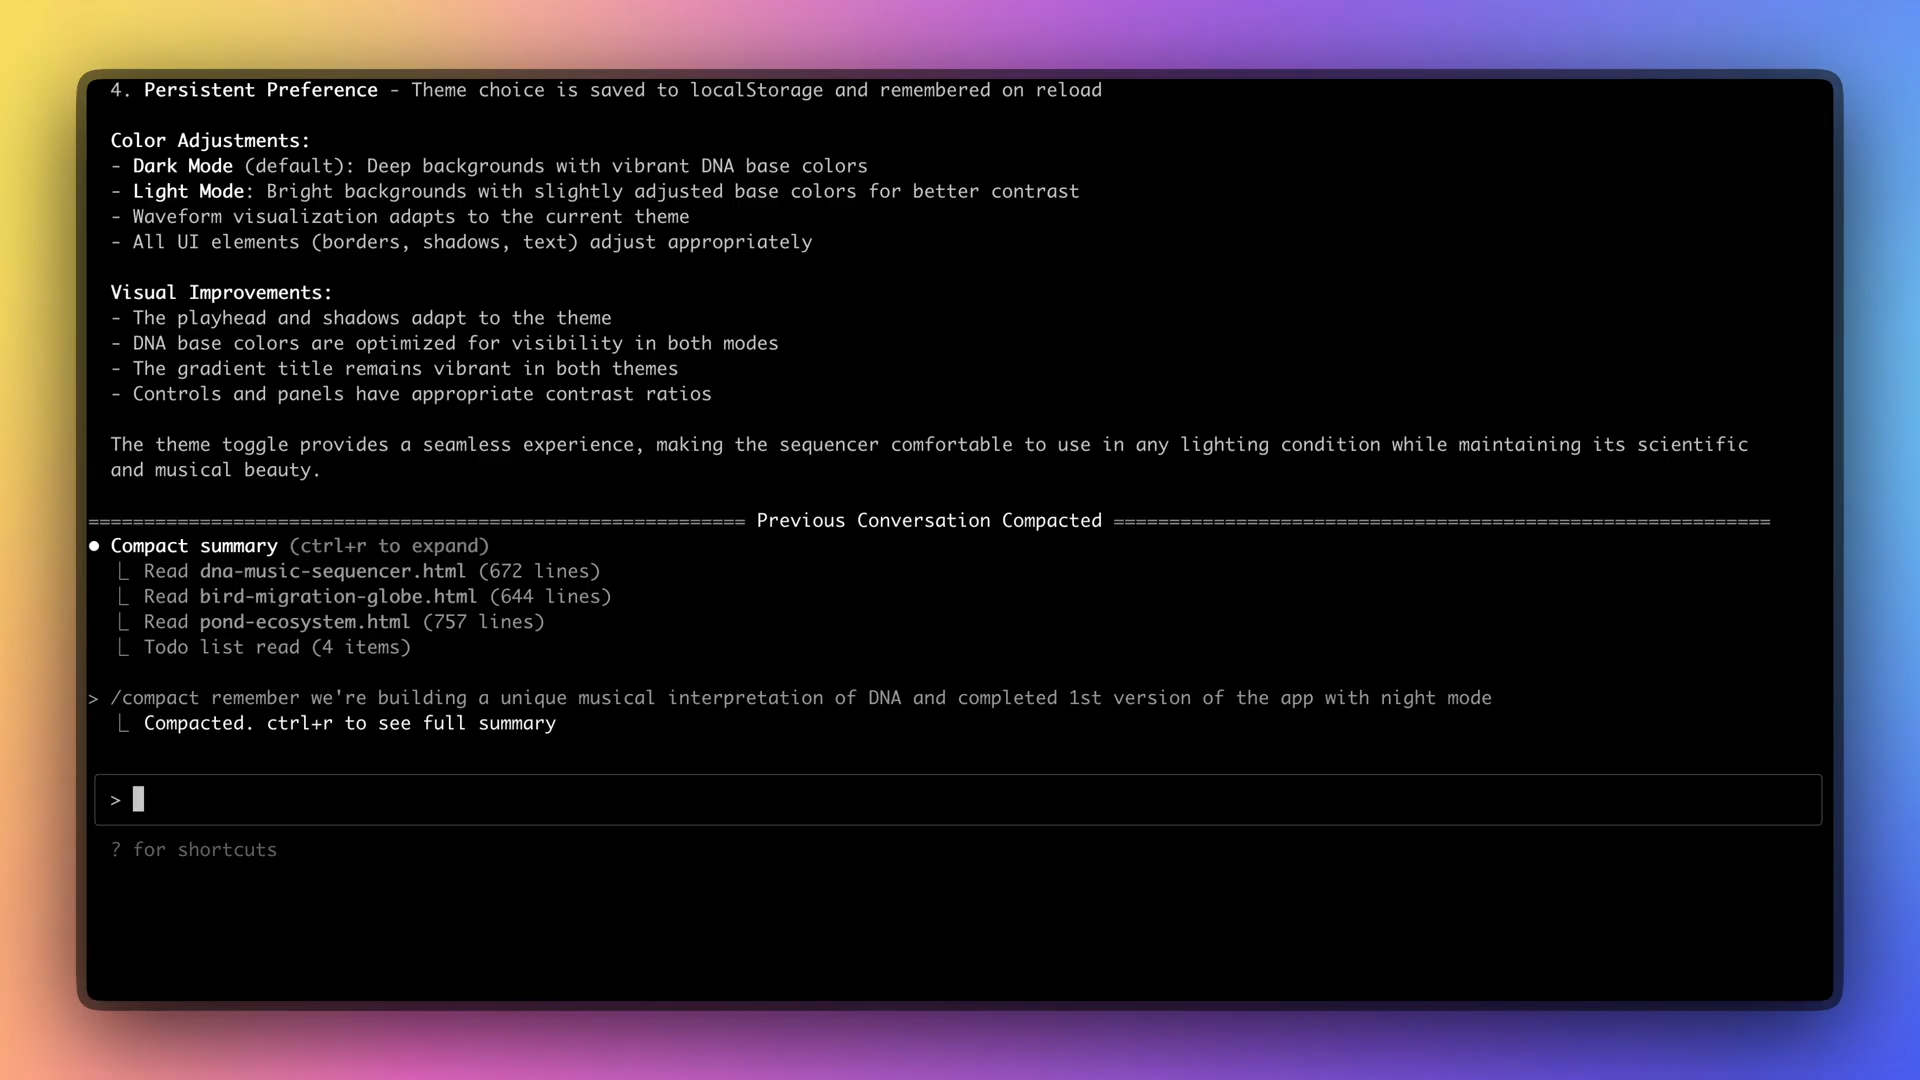 4. Persistent Preference - Theme choice is saved to localStorage and remembered on reload
Color Adjustments:
- Dark Mode (default): Deep backgrounds with vibrant DNA base colors
- Light Mode: Bright backgrounds with slightly adjusted base colors for better contrast
- Waveform visualization adapts to the current theme
- All UI elements (borders, shadows, text) adjust appropriately
Visual Improvements:
- The playhead and shadows adapt to the theme
- DNA base colors are optimized for visibility in both modes
- The gradient title remains vibrant in both themes
- Controls and panels have appropriate contrast ratios
The theme toggle provides a seamless experience, making the sequencer comfortable to use in any lighting condition while maintaining its scientific
and musical beauty.
=========================================================== Previous Conversation Compacted ===========================================================
● Compact summary (ctrl+r to expand)
⎿ Read dna-music-sequencer.html (672 lines)
⎿ Read bird-migration-globe.html (644 lines)
⎿ Read pond-ecosystem.html (757 lines)
⎿ Todo list read (4 items)
> /compact remember we're building a unique musical interpretation of DNA and completed 1st version of the app with night mode
⎿ Compacted. ctrl+r to see full summary
>
? for shortcuts